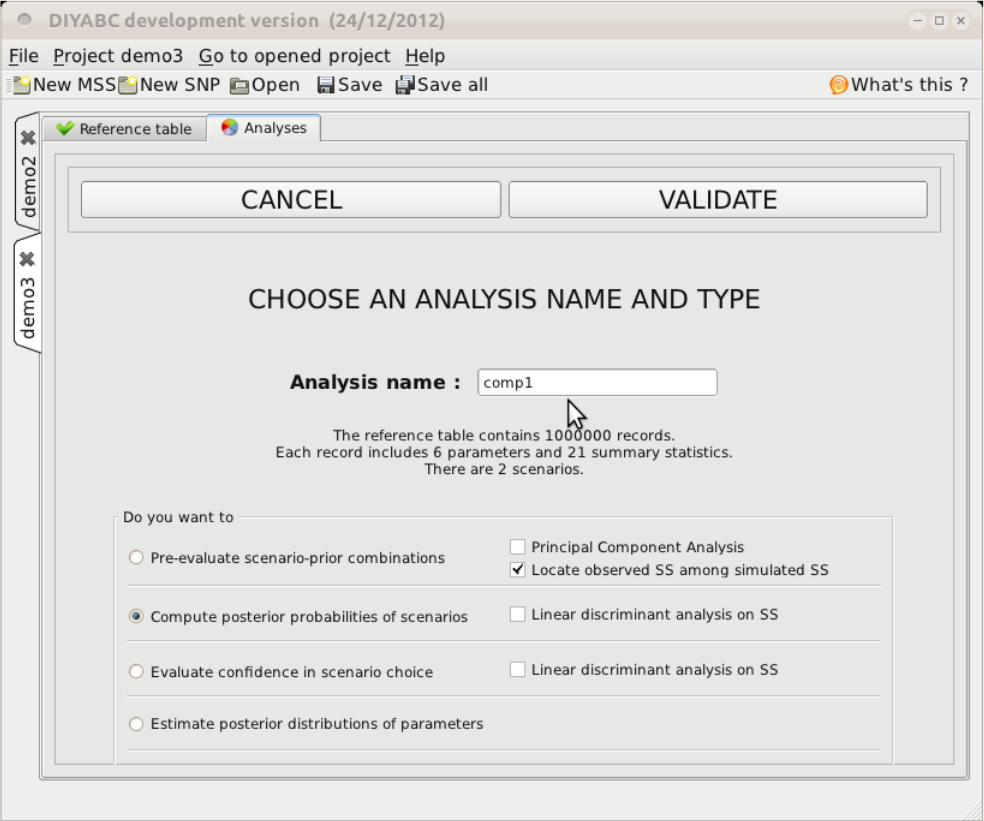 DIYABC development version (24/12/2012)
File Project demo3 Go to opened project Help
New MSS New SNP Open Save Save all What's this ?
demo2
demo3
Reference table Analyses
CANCEL VALIDATE
CHOOSE AN ANALYSIS NAME AND TYPE
Analysis name : comp1
The reference table contains 1000000 records.
Each record includes 6 parameters and 21 summary statistics.
There are 2 scenarios.
Do you want to
Pre-evaluate scenario-prior combinations
Principal Component Analysis
Locate observed SS among simulated SS
Compute posterior probabilities of scenarios Linear discriminant analysis on SS
Evaluate confidence in scenario choice Linear discriminant analysis on SS
Estimate posterior distributions of parameters